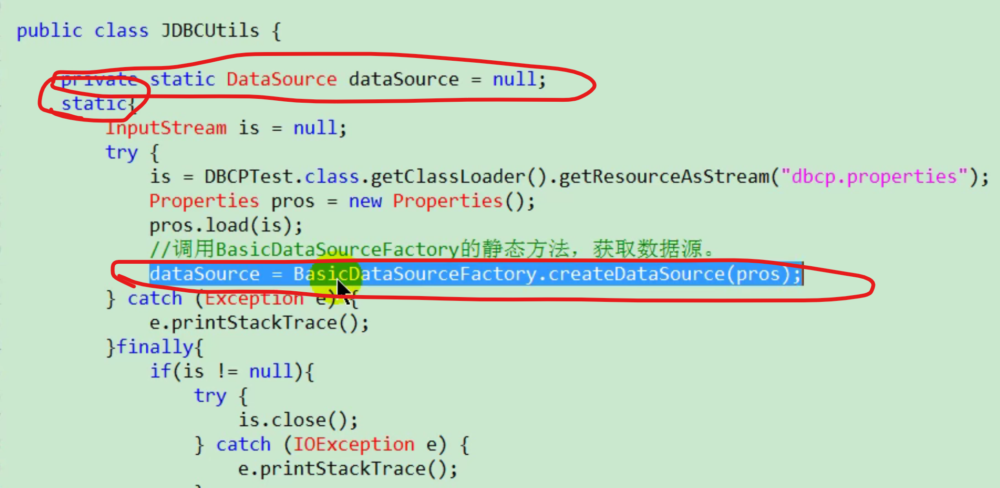 public class JDBCUtils {
private static DataSource dataSource = null;
static{
InputStream is = null;
try {
is = DBCPTest.class.getClassLoader().getResourceAsStream("dbcp.properties");
Properties pros = new Properties();
pros.load(is);
//调用BasicDataSourceFactory的静态方法，获取数据源。
dataSource = BasicDataSourceFactory.createDataSource(pros);
} catch (Exception e) {
e.printStackTrace();
}finally{
if(is != null){
try {
is.close();
} catch (IOException e) {
e.printStackTrace();